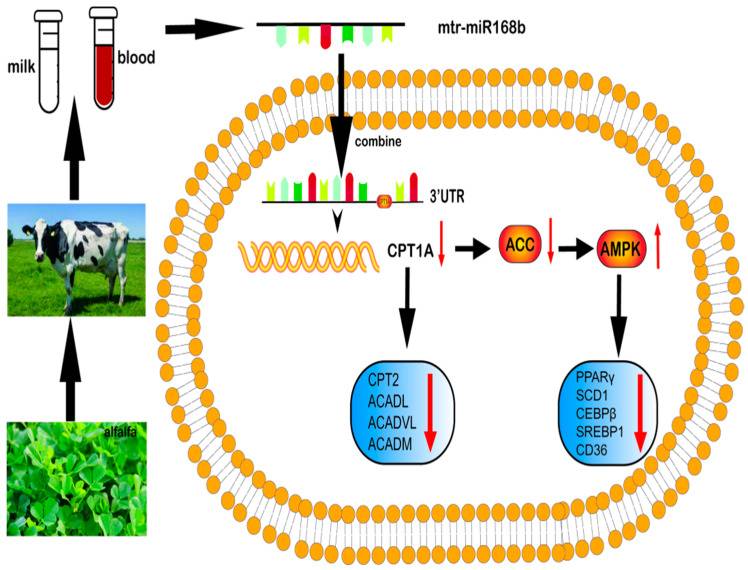 milk
blood
mtr-miR168b
combine
3'UTR
CPT1A
ACC
AMPK
CPT2
ACADL
ACADVL
ACADM
PPARγ
SCD1
CEBPβ
SREBP1
CD36
alfalfa